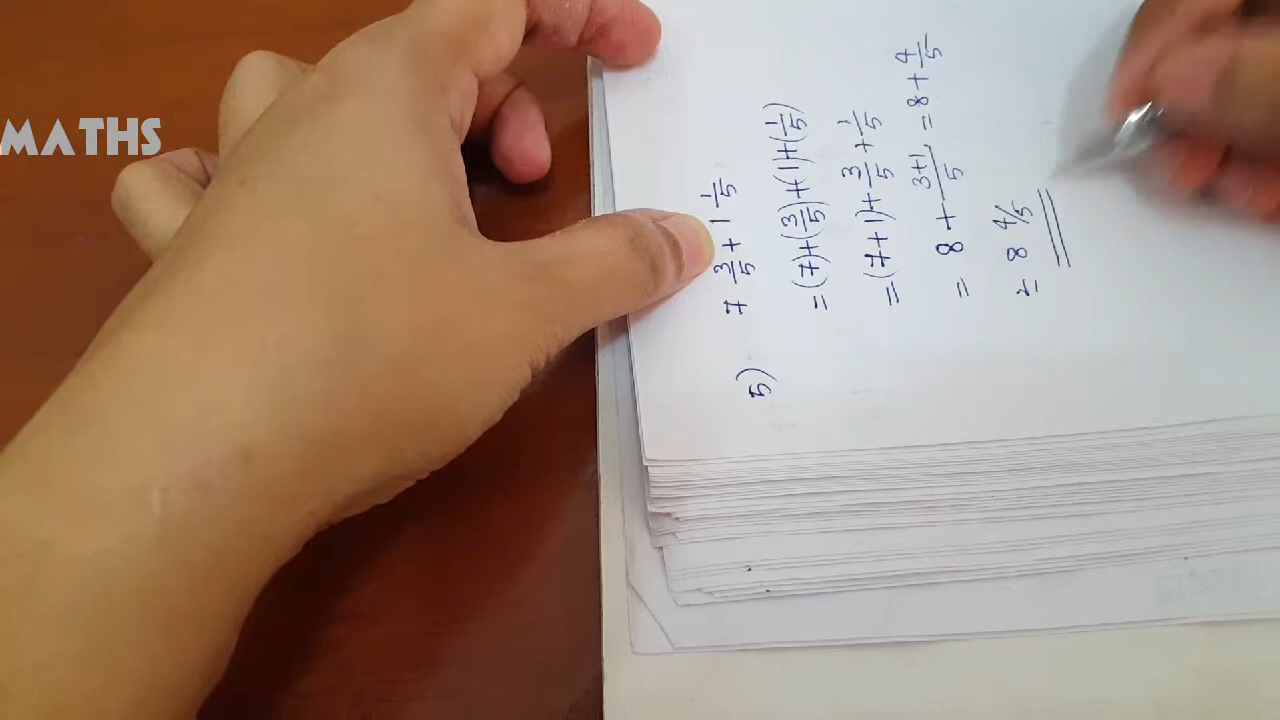 MATHS
5) 7 3/5 + 1 1/5
= (7)+(3/5)+(1)+(1/5)
= (7+1)+ 3/5 + 1/5
= 8 + 3+1/5 = 8 + 4/5
= 8 4/5